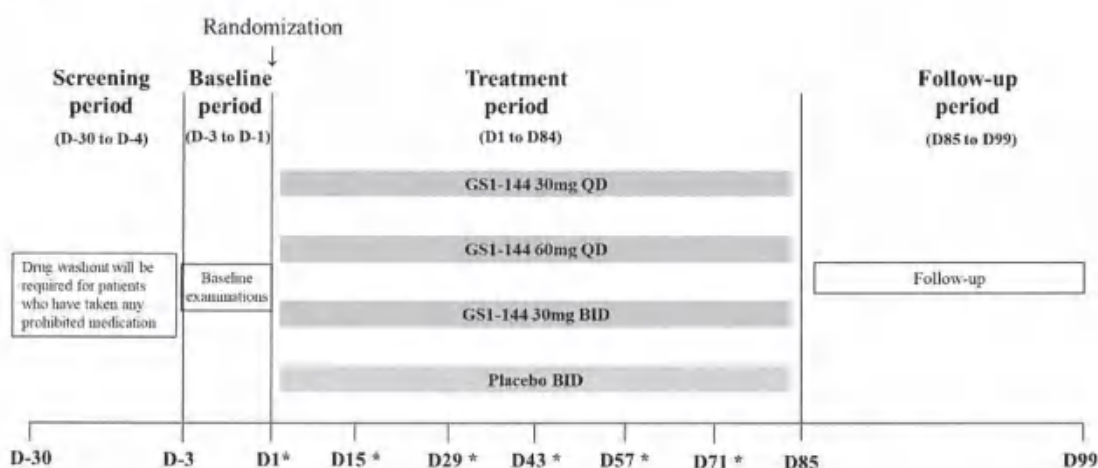 Randomization
↓
Screening period
(D-30 to D-4)
Baseline period
(D-3 to D-1)
Treatment period
(D1 to D84)
Follow-up period
(D85 to D99)
GS1-144 30mg QD
GS1-144 60mg QD
GS1-144 30mg BID
Placebo BID
Drug washout will be
required for patients
who have taken any
prohibited medication
Baseline
examinations
Follow-up
D-30 D-3 D1* D15 * D29 * D43 * D57 * D71 * D85 D99